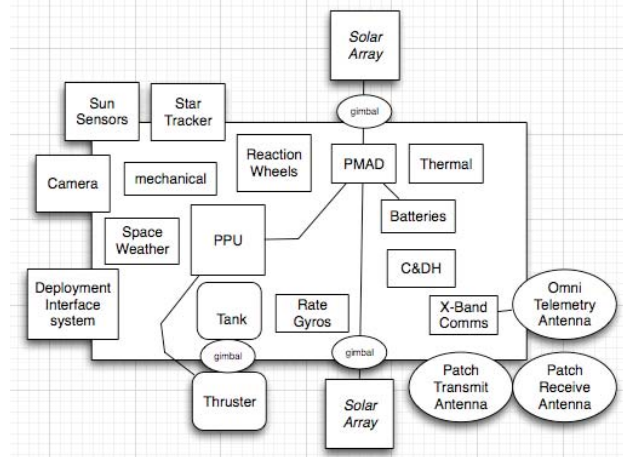 Solar
Array
gimbal
Sun
Sensors
Star
Tracker
Reaction
Wheels
PMAD
Thermal
Camera
mechanical
Batteries
Space
Weather
PPU
C&DH
Deployment
Interface
system
Tank
Rate
Gyros
X-Band
Comms
Omni
Telemetry
Antenna
gimbal
gimbal
Thruster
Solar
Array
Patch
Transmit
Antenna
Patch
Receive
Antenna